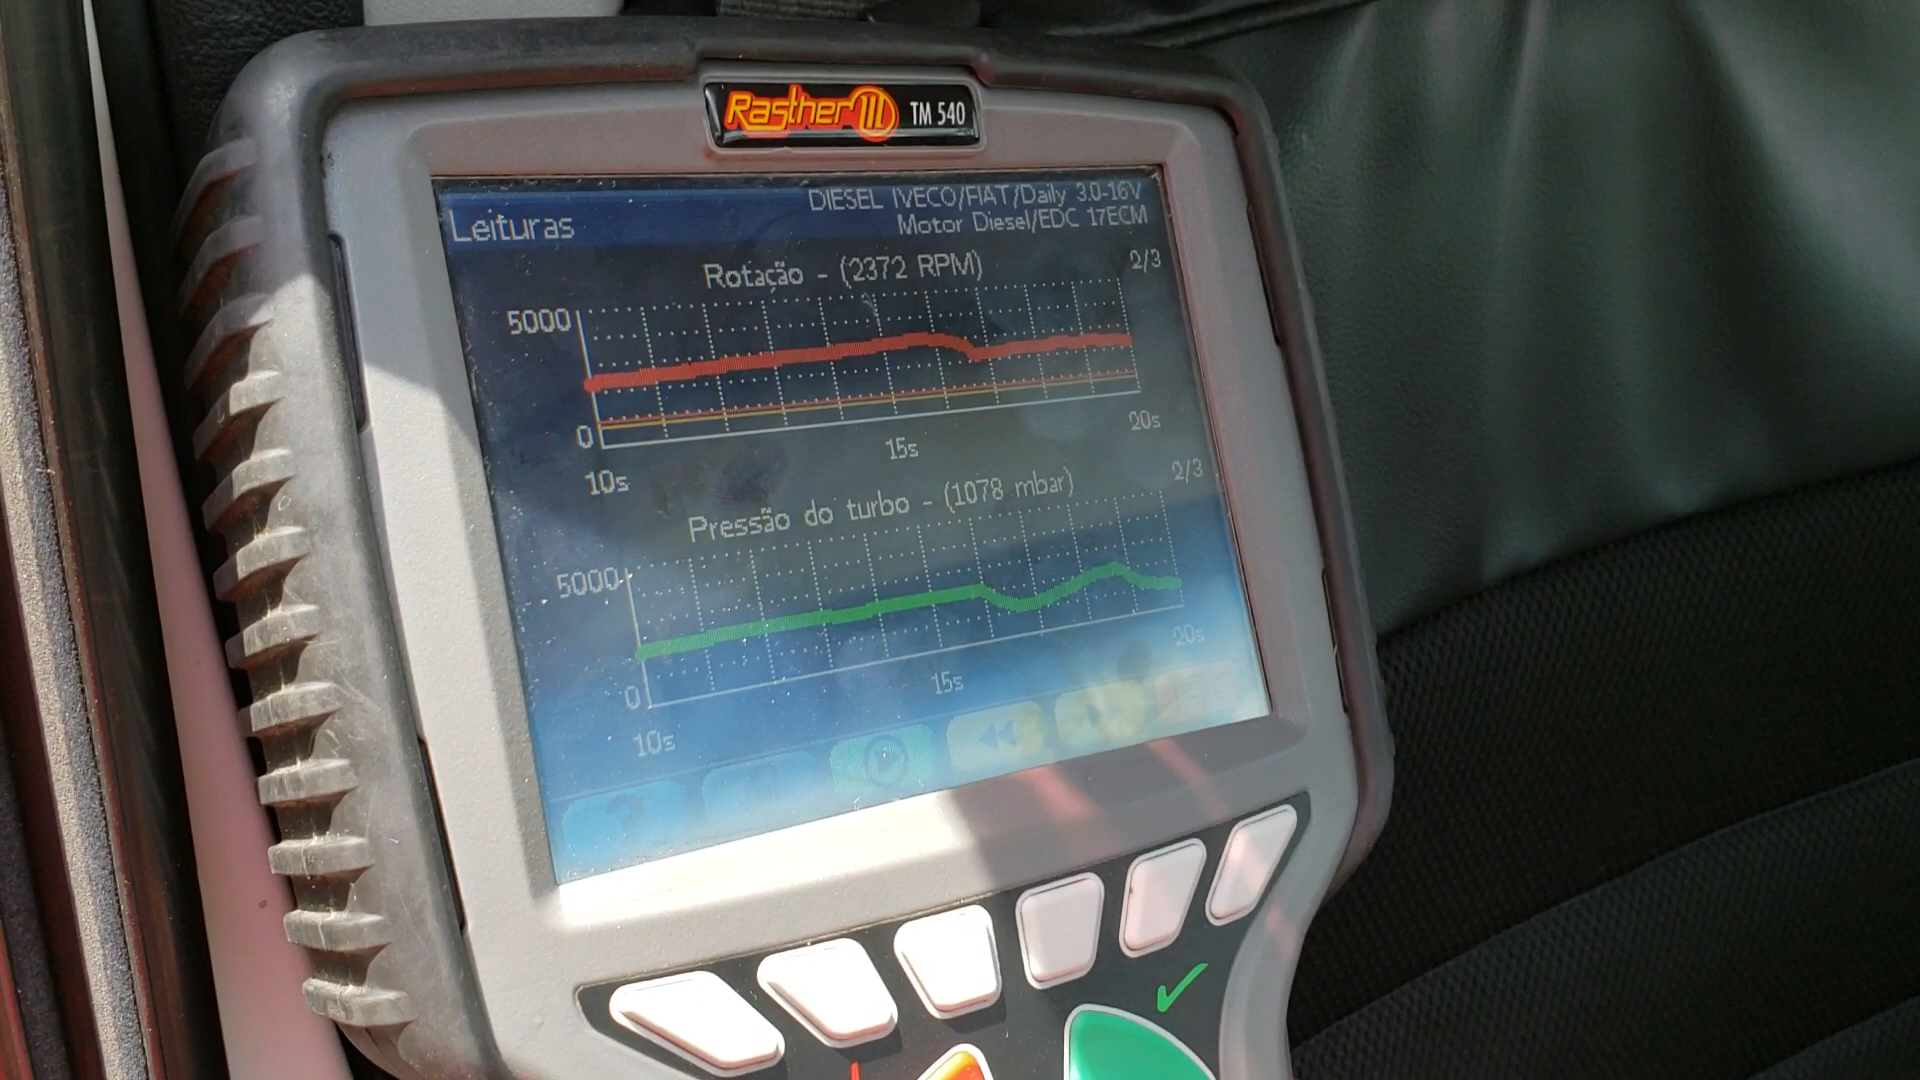 Rasther III TM 540
DIESEL IVECO/FIAT/Daily 3.0-16V
Leituras
Motor Diesel/EDC 17ECM
Rotação - (2372 RPM)
2/3
5000
0
10s
15s
20s
Pressão do turbo - (1078 mbar)
2/3
5000
0
10s
15s
20s
?